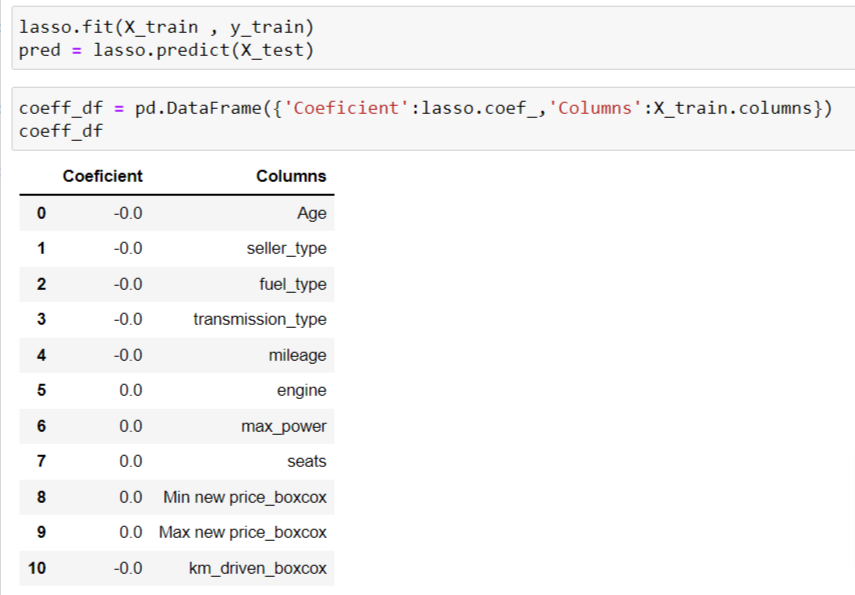 lasso.fit(X_train , y_train)
pred = lasso.predict(X_test)
coeff_df = pd.DataFrame({'Coeficient':lasso.coef_,'Columns':X_train.columns})
coeff_df
Coeficient Columns
0 -0.0 Age
1 -0.0 seller_type
2 -0.0 fuel_type
3 -0.0 transmission_type
4 -0.0 mileage
5 0.0 engine
6 0.0 max_power
7 0.0 seats
8 0.0 Min new price_boxcox
9 0.0 Max new price_boxcox
10 -0.0 km_driven_boxcox